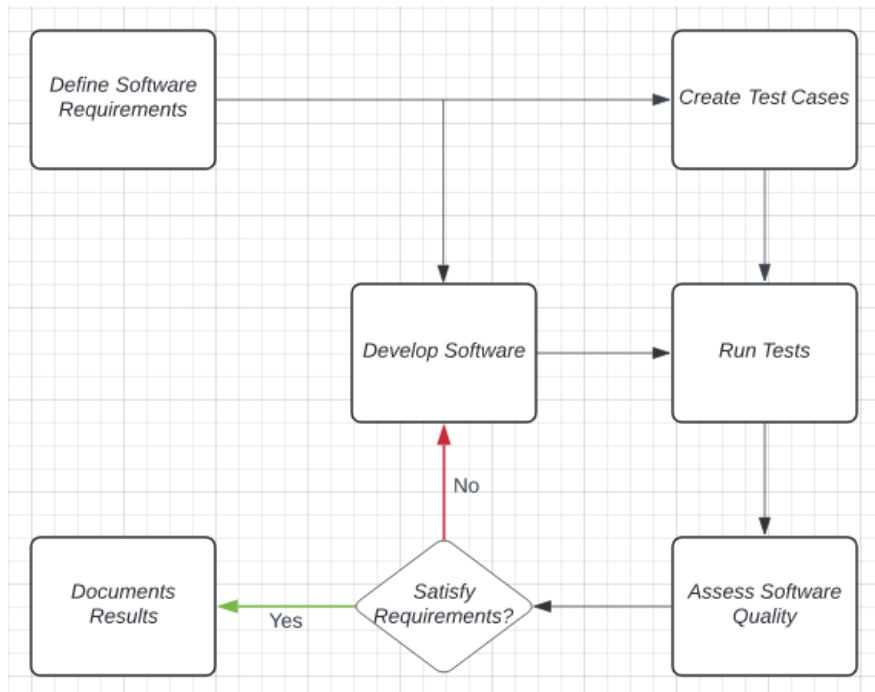 Define Software
Requirements
Create Test Cases
Develop Software
Run Tests
No
Documents
Results
Yes
Satisfy
Requirements?
Assess Software
Quality